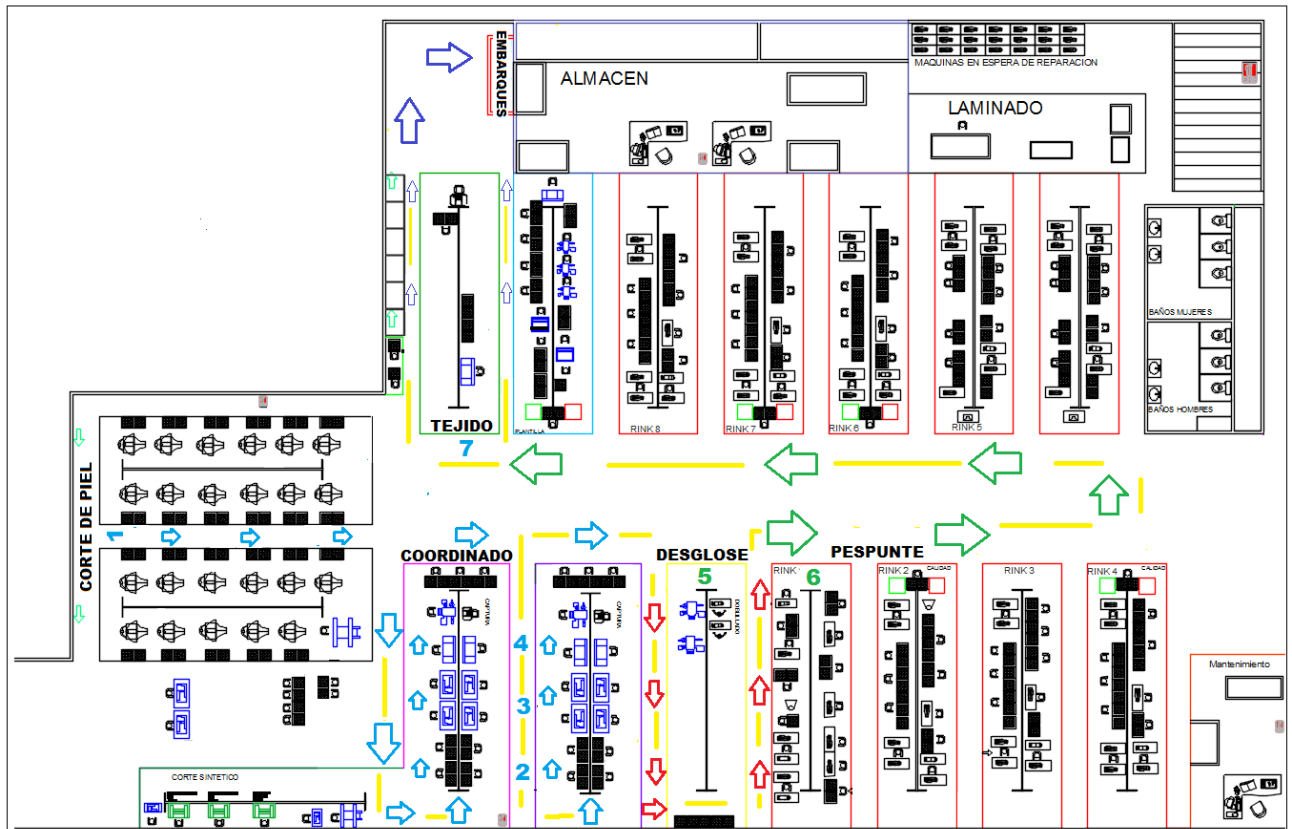 EMBARQUES
ALMACEN
MAQUINAS EN ESPERA DE REPARACION
LAMINADO
BAÑOS MUJERES
BAÑOS HOMBRES
TEJIDO
7
PLANTILLA
RINK 8
RINK 7
RINK 6
RINK 5
CORTE DE PIEL
1
COORDINADO
CAPTURA
CAPTURA
4
3
2
DESGLOSE
5
DOBILLADO
PESPUNTE
RINK
6
RINK 2
CALIDAD
RINK 3
RINK 4
CALIDAD
Mantenimiento
CORTE SINTETICO